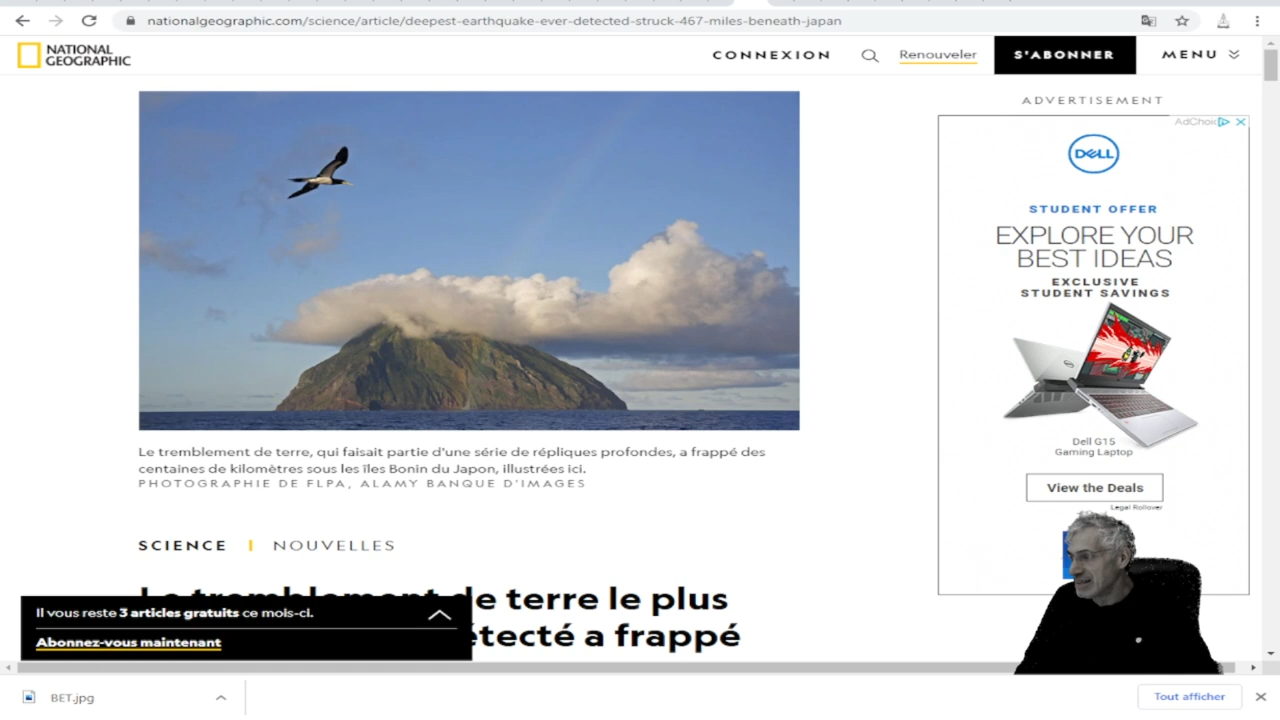 nationalgeographic.com/science/article/deepest-earthquake-ever-detected-struck-467-miles-beneath-japan
NATIONAL
GEOGRAPHIC
CONNEXION
Renouveler
S'ABONNER
MENU
ADVERTISEMENT
AdChoic
DELL
STUDENT OFFER
EXPLORE YOUR
BEST IDEAS
EXCLUSIVE
STUDENT SAVINGS
Dell G15
Gaming Laptop
View the Deals
Legal Rollover
Le tremblement de terre, qui faisait partie d'une série de répliques profondes, a frappé des
centaines de kilomètres sous les îles Bonin du Japon, illustrées ici.
PHOTOGRAPHIE DE FLPA, ALAMY BANQUE D'IMAGES
SCIENCE | NOUVELLES
Le tremblement de terre le plus
étecté a frappé
Il vous reste 3 articles gratuits ce mois-ci.
Abonnez-vous maintenant
BET.jpg
Tout afficher